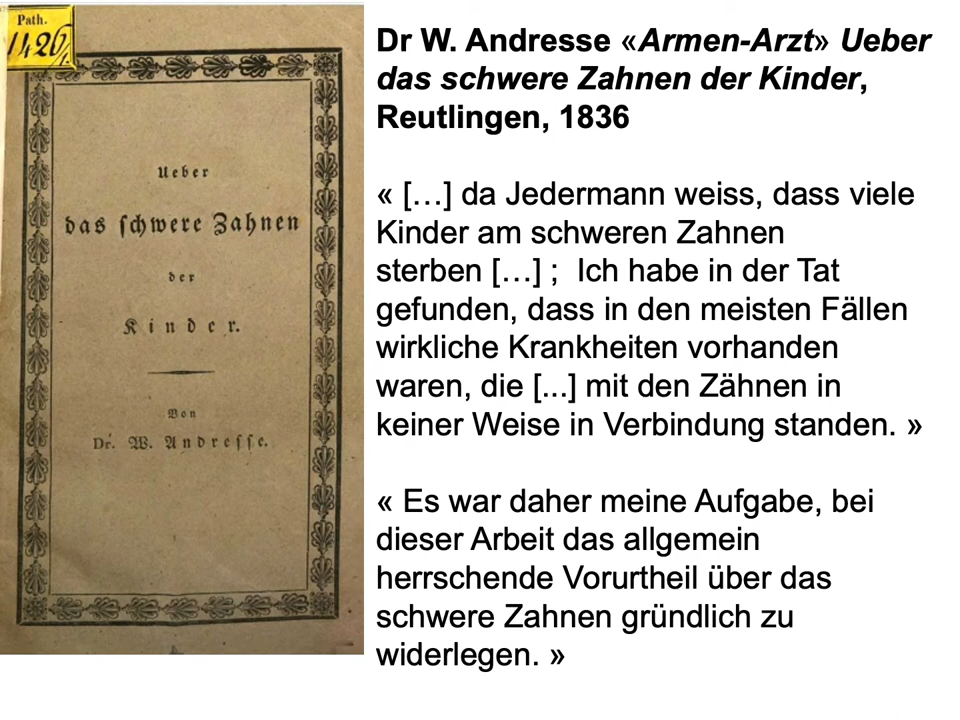 Path.
1426/1.
Ueber
das schwere Zahnen
der
Kinder.
Von
Dr. W. Andresse.
Dr W. Andresse «Armen-Arzt» Ueber
das schwere Zahnen der Kinder,
Reutlingen, 1836
« […] da Jedermann weiss, dass viele
Kinder am schweren Zahnen
sterben […] ;  Ich habe in der Tat
gefunden, dass in den meisten Fällen
wirkliche Krankheiten vorhanden
waren, die [...] mit den Zähnen in
keiner Weise in Verbindung standen. »
« Es war daher meine Aufgabe, bei
dieser Arbeit das allgemein
herrschende Vorurtheil über das
schwere Zahnen gründlich zu
widerlegen. »